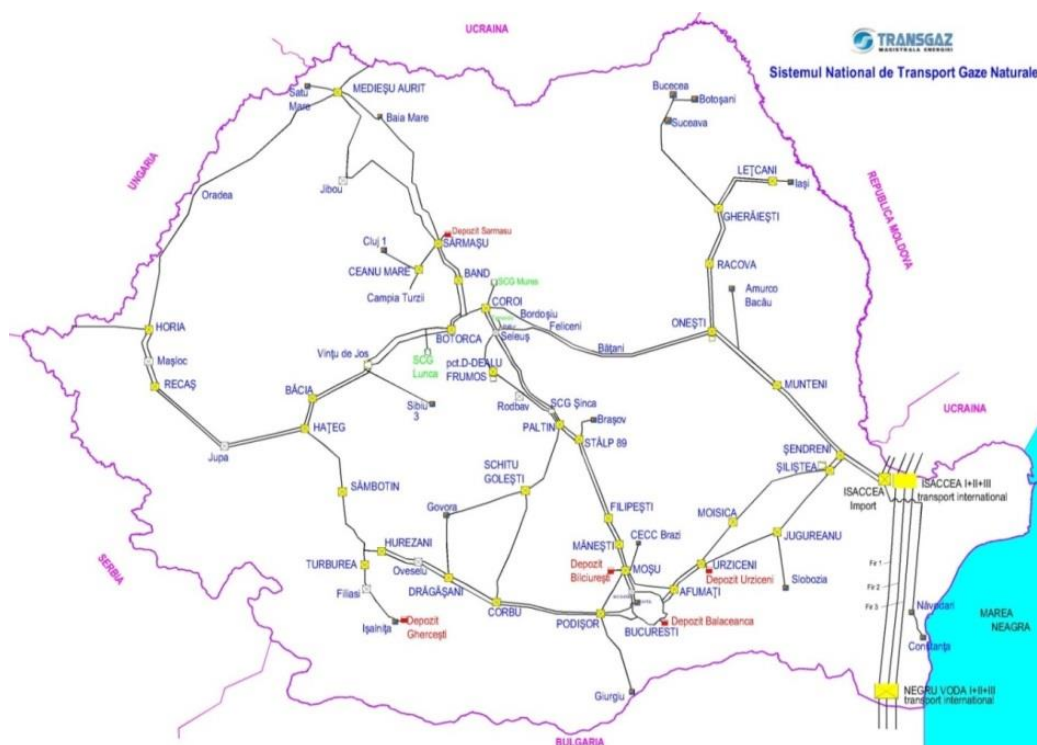 UCRAINA
TRANSGAZ
MAGISTRALA ENERGIEI
Sistemul National de Transport Gaze Naturale
Satu
Mare
MEDIEŞU AURIT
Baia Mare
Bucecea
Botoşani
Suceava
UNGARIA
Jibou
LEŢCANI
Iaşi
REPUBLICA MOLDOVA
Oradea
GHERĂIEŞTI
Depozit Sarmasu
Cluj 1
SĂRMAŞU
CEANU MARE
BAND
RACOVA
Campia Turzii
SCG Mures
Amurco
Bacău
COROI
Bordoşiu
HORIA
BOTORCA
Seleuş
Feliceni
ONEŞTI
Vinţu de Jos
SCG
Lunca
Băţani
Maşloc
pct.D-DEALU
FRUMOS
RECAŞ
BĂCIA
MUNTENI
Sibiu
3
Rodbav
SCG Şinca
UCRAINA
HAŢEG
PALTIN
Braşov
STÂLP 89
Jupa
ŞENDRENI
ŞILIŞTEA
SCHITU
GOLEŞTI
ISACCEA
Import
ISACCEA I+II+III
transport international
SÂMBOTIN
Govora
FILIPEŞTI
MOISICA
JUGUREANU
MĂNEŞTI
CECC Brazi
HUREZANI
TURBUREA
Oveselu
Depozit
Bilciureşti
MOŞU
URZICENI
Depozit Urziceni
Fir 1
Filiasi
DRĂGĂŞANI
Slobozia
Fir 2
AFUMAŢI
CORBU
Fir 3
Năvodari
MAREA
NEAGRA
SERBIA
Işalniţa
Depozit
Gherceşti
PODIŞOR
BUCURESTI
Depozit Balaceanca
Constanţa
Giurgiu
NEGRU VODA I+II+III
transport international
BULGARIA